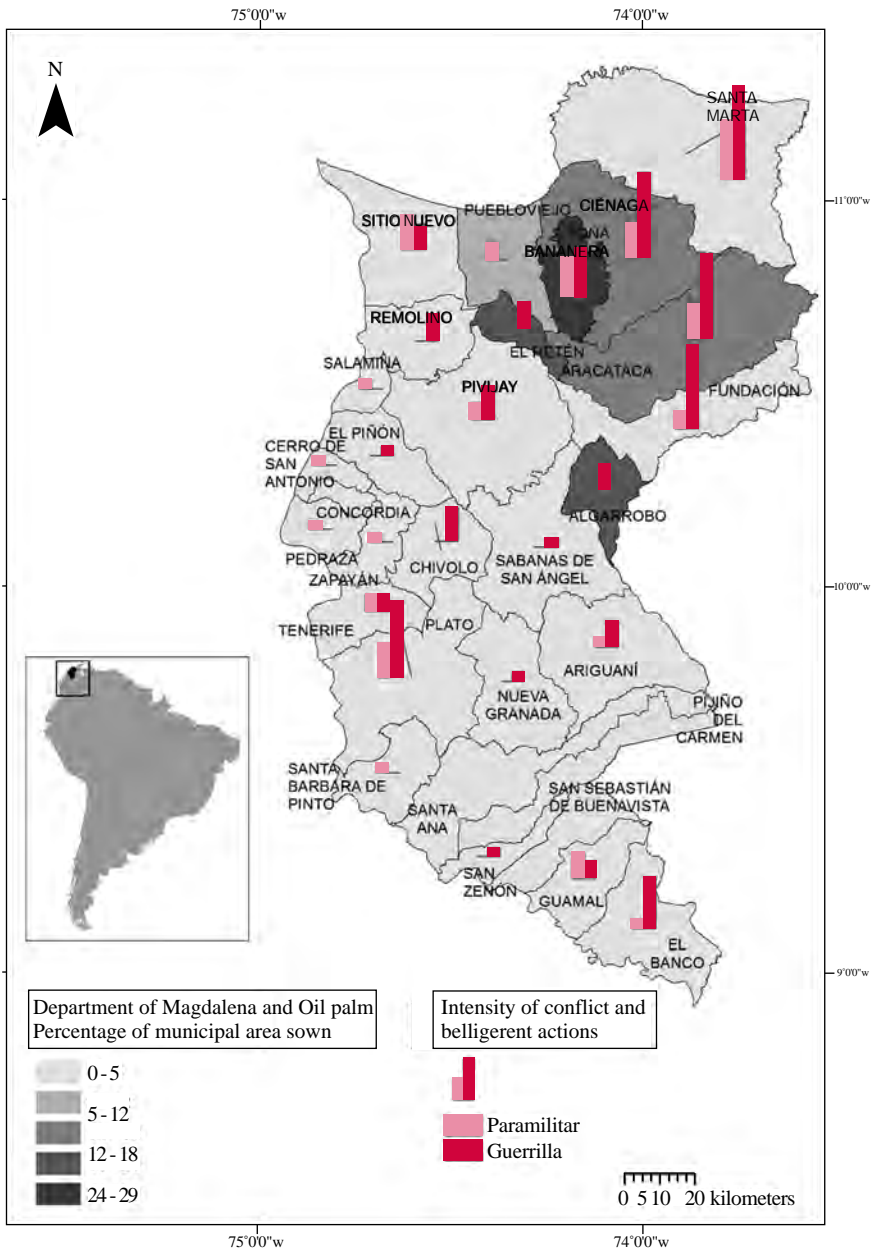 75°0'0"w
74°0'0"w
N
SANTA
MARTA
11°0'0"w
PUEBLOVIEJO
CIÉNAGA
SITIO NUEVO
ZONA
BANANERA
REMOLINO
EL RETÉN
SALAMINA
ARACATACA
PIVIJAY
FUNDACIÓN
EL PIÑÓN
CERRO DE
SAN
ANTONIO
CONCORDIA
ALGARROBO
PEDRAZA
CHIVOLO
SABANAS DE
SAN ÁNGEL
ZAPAYÁN
10°0'0"w
TENERIFE
PLATO
ARIGUANÍ
NUEVA
GRANADA
PIJIÑO
DEL
CARMEN
SANTA
BARBARA DE
PINTO
SAN SEBASTIÁN
DE BUENAVISTA
SANTA
ANA
SAN
ZENÓN
GUAMAL
EL
BANCO
9°0'0"w
Department of Magdalena and Oil palm
Percentage of municipal area sown
0-5
5-12
12-18
24-29
Intensity of conflict and
belligerent actions
Paramilitar
Guerrilla
0 5 10 20 kilometers
75°0'0"w
74°0'0"w